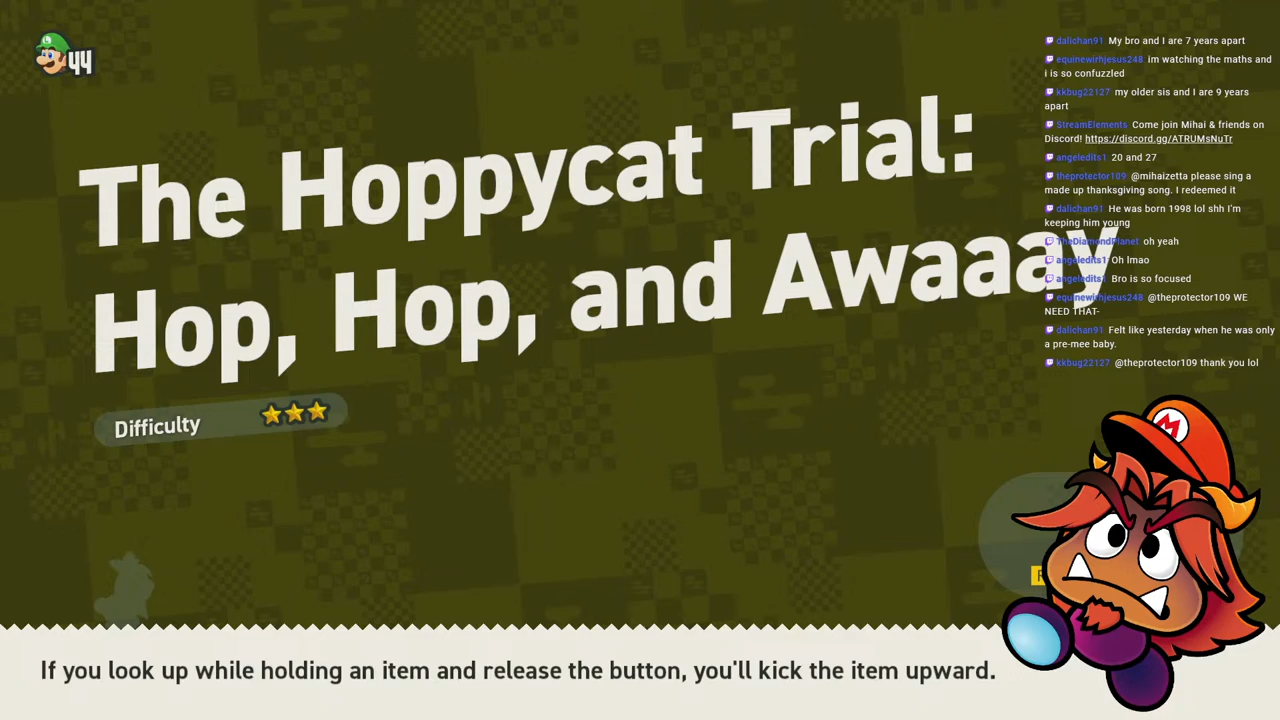 44
The Hoppycat Trial:
Hop, Hop, and Awaaay
Difficulty
dalichan91 My bro and I are 7 years apart
equinewithjesus248 im watching the maths and
i is so confuzzled
kkbug22127 my older sis and I are 9 years
apart
StreamElements Come join Mihai & friends on
Discord! https://discord.gg/ATRUMsNuTr
angeledits1 20 and 27
theprotector109 @mihaizetta please sing a
made up thanksgiving song. I redeemed it
dalichan91 He was born 1998 lol shh I'm
keeping him young
TheDiamondPlanet oh yeah
angeledits1 Oh lmao
angeledits1 Bro is so focused
equinewithjesus248 @theprotector109 WE
NEED THAT-
dalichan91 Felt like yesterday when he was only
a pre-mee baby.
kkbug22127 @theprotector109 thank you lol
M
If you look up while holding an item and release the button, you'll kick the item upward.